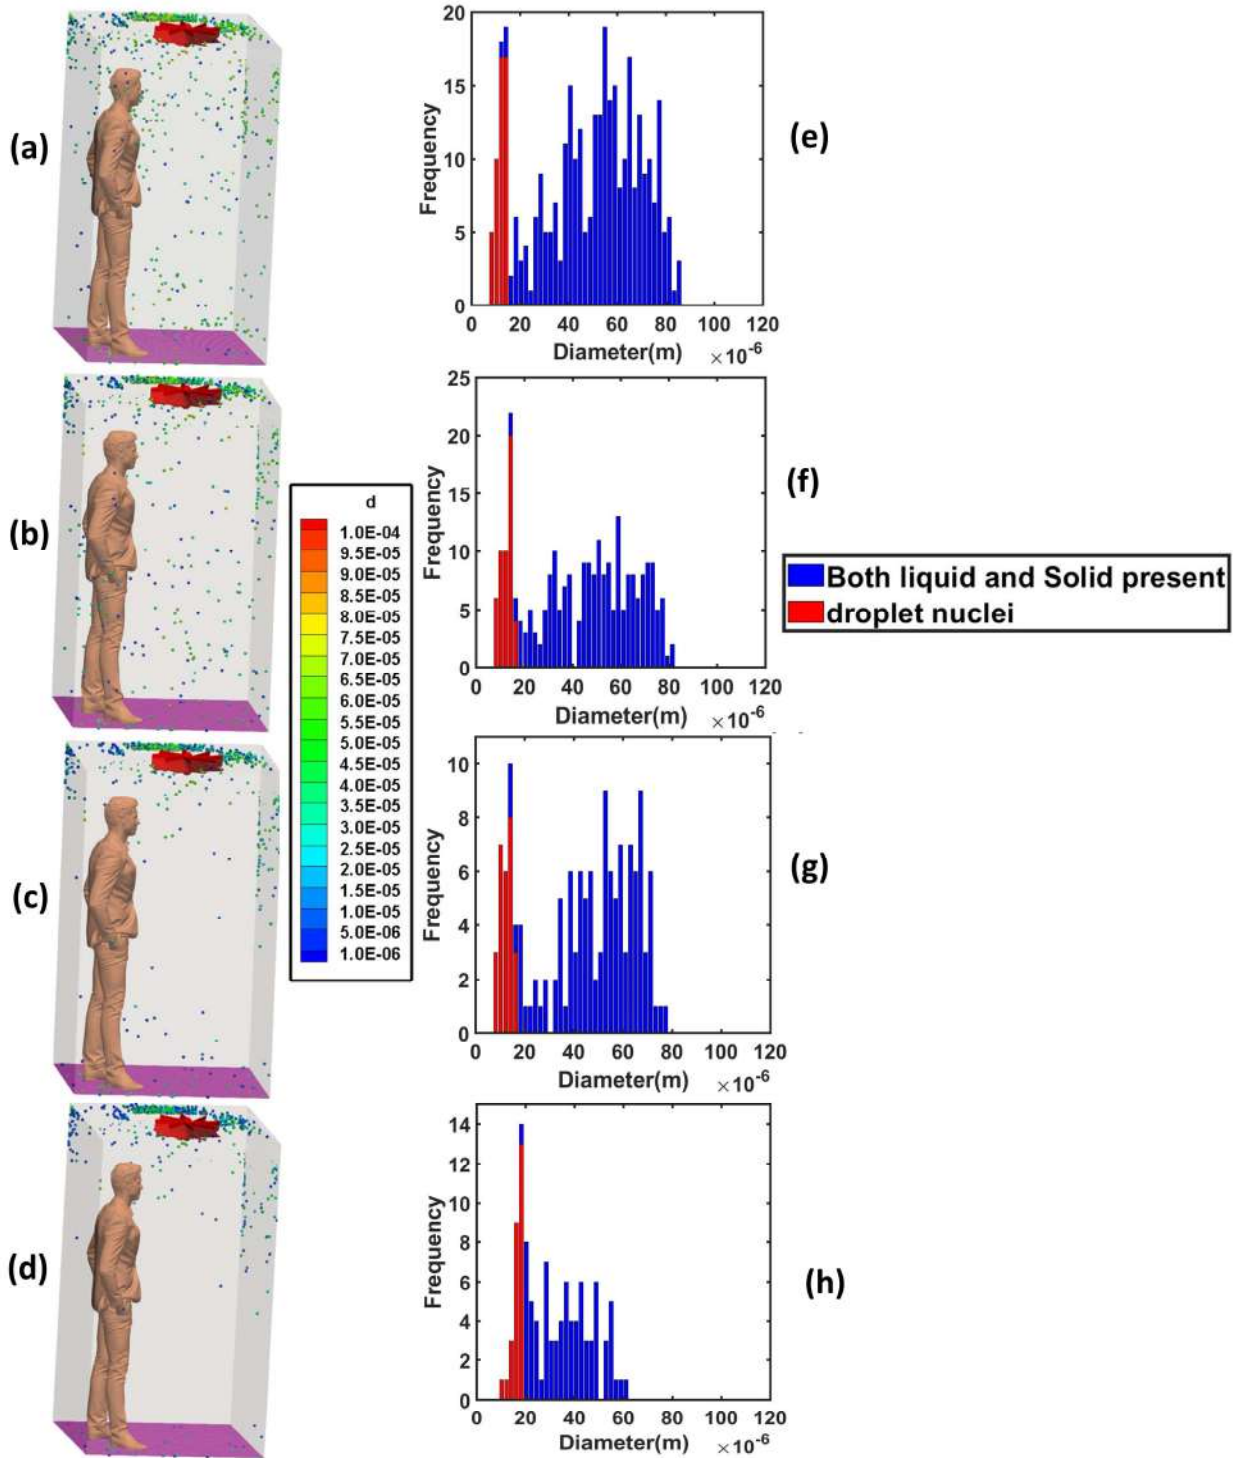 (a)
20
15
10
5
0
Frequency
0 20 40 60 80 100 120
Diameter(m) ×10-6
(e)
(b)
25
20
15
10
5
0
Frequency
0 20 40 60 80 100 120
Diameter(m) ×10-6
(f)
d
1.0E-04
9.5E-05
9.0E-05
8.5E-05
8.0E-05
7.5E-05
7.0E-05
6.5E-05
6.0E-05
5.5E-05
5.0E-05
4.5E-05
4.0E-05
3.5E-05
3.0E-05
2.5E-05
2.0E-05
1.5E-05
1.0E-05
5.0E-06
1.0E-06
Both liquid and Solid present
droplet nuclei
(c)
10
8
6
4
2
0
Frequency
0 20 40 60 80 100 120
Diameter(m) ×10-6
(g)
(d)
14
12
10
8
6
4
2
0
Frequency
0 20 40 60 80 100 120
Diameter(m) ×10-6
(h)